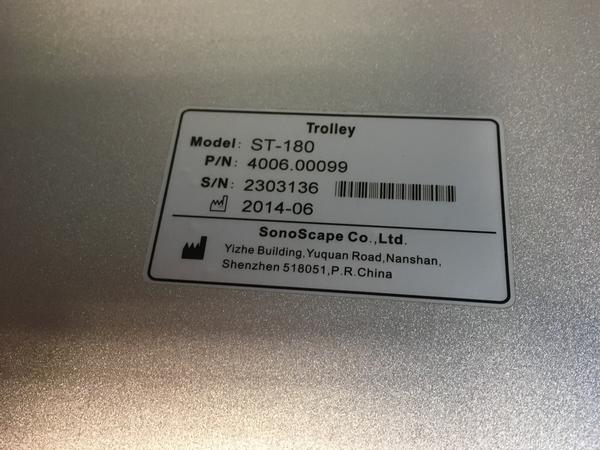 Trolley
Model: ST-180
P/N: 4006.00099
S/N: 2303136
2014-06
SonoScape Co.,Ltd.
Yizhe Building,Yuquan Road,Nanshan,
Shenzhen 518051,P.R.China